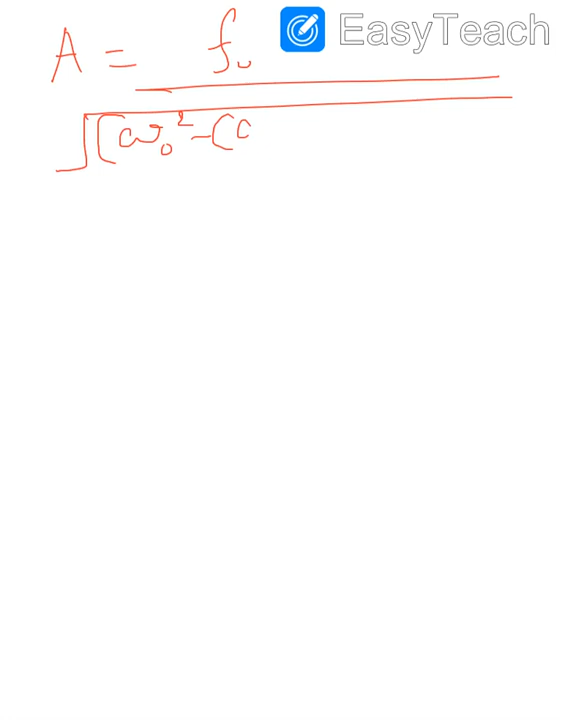 EasyTeach
A = f₀
√[ω₀² - (